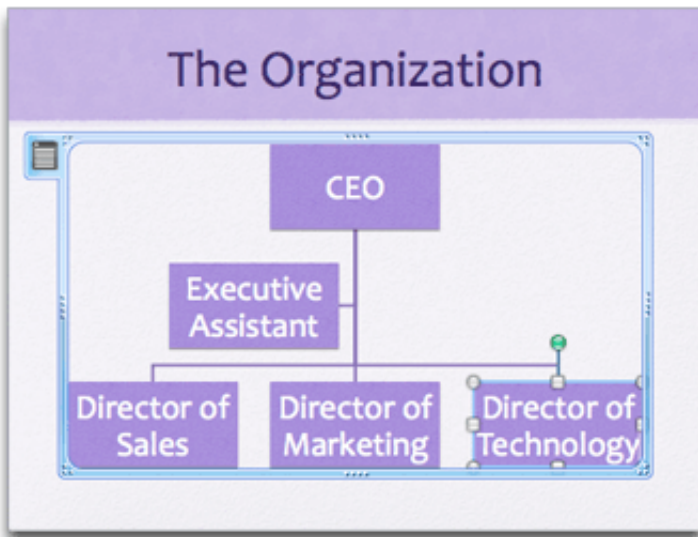 The Organization
CEO
Executive
Assistant
Director of
Sales
Director of
Marketing
Director of
Technology